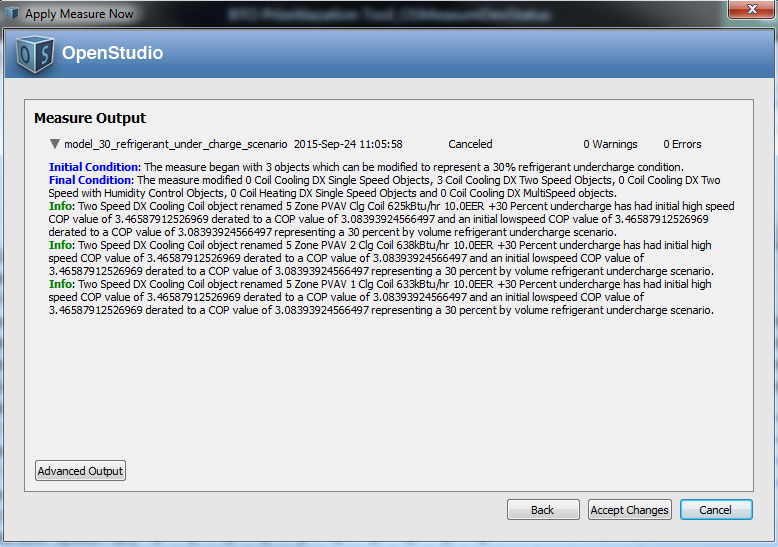 Apply Measure Now
OpenStudio
Measure Output
model_30_refrigerant_under_charge_scenario 2015-Sep-24 11:05:58 Canceled 0 Warnings 0 Errors
Initial Condition: The measure began with 3 objects which can be modified to represent a 30% refrigerant undercharge condition.
Final Condition: The measure modified 0 Coil Cooling DX Single Speed Objects, 3 Coil Cooling DX Two Speed Objects, 0 Coil Cooling DX Two
Speed with Humidity Control Objects, 0 Coil Heating DX Single Speed Objects and 0 Coil Cooling DX MultiSpeed objects.
Info: Two Speed DX Cooling Coil object renamed 5 Zone PVAV Clg Coil 625kBtu/hr 10.0EER +30 Percent undercharge has had initial high speed
COP value of 3.46587912526969 derated to a COP value of 3.08393924566497 and an initial lowspeed COP value of 3.46587912526969
derated to a COP value of 3.08393924566497 representing a 30 percent by volume refrigerant undercharge scenario.
Info: Two Speed DX Cooling Coil object renamed 5 Zone PVAV 2 Clg Coil 638kBtu/hr 10.0EER +30 Percent undercharge has had initial high
speed COP value of 3.46587912526969 derated to a COP value of 3.08393924566497 and an initial lowspeed COP value of
3.46587912526969 derated to a COP value of 3.08393924566497 representing a 30 percent by volume refrigerant undercharge scenario.
Info: Two Speed DX Cooling Coil object renamed 5 Zone PVAV 1 Clg Coil 633kBtu/hr 10.0EER +30 Percent undercharge has had initial high
speed COP value of 3.46587912526969 derated to a COP value of 3.08393924566497 and an initial lowspeed COP value of
3.46587912526969 derated to a COP value of 3.08393924566497 representing a 30 percent by volume refrigerant undercharge scenario.
Advanced Output
Back Accept Changes Cancel